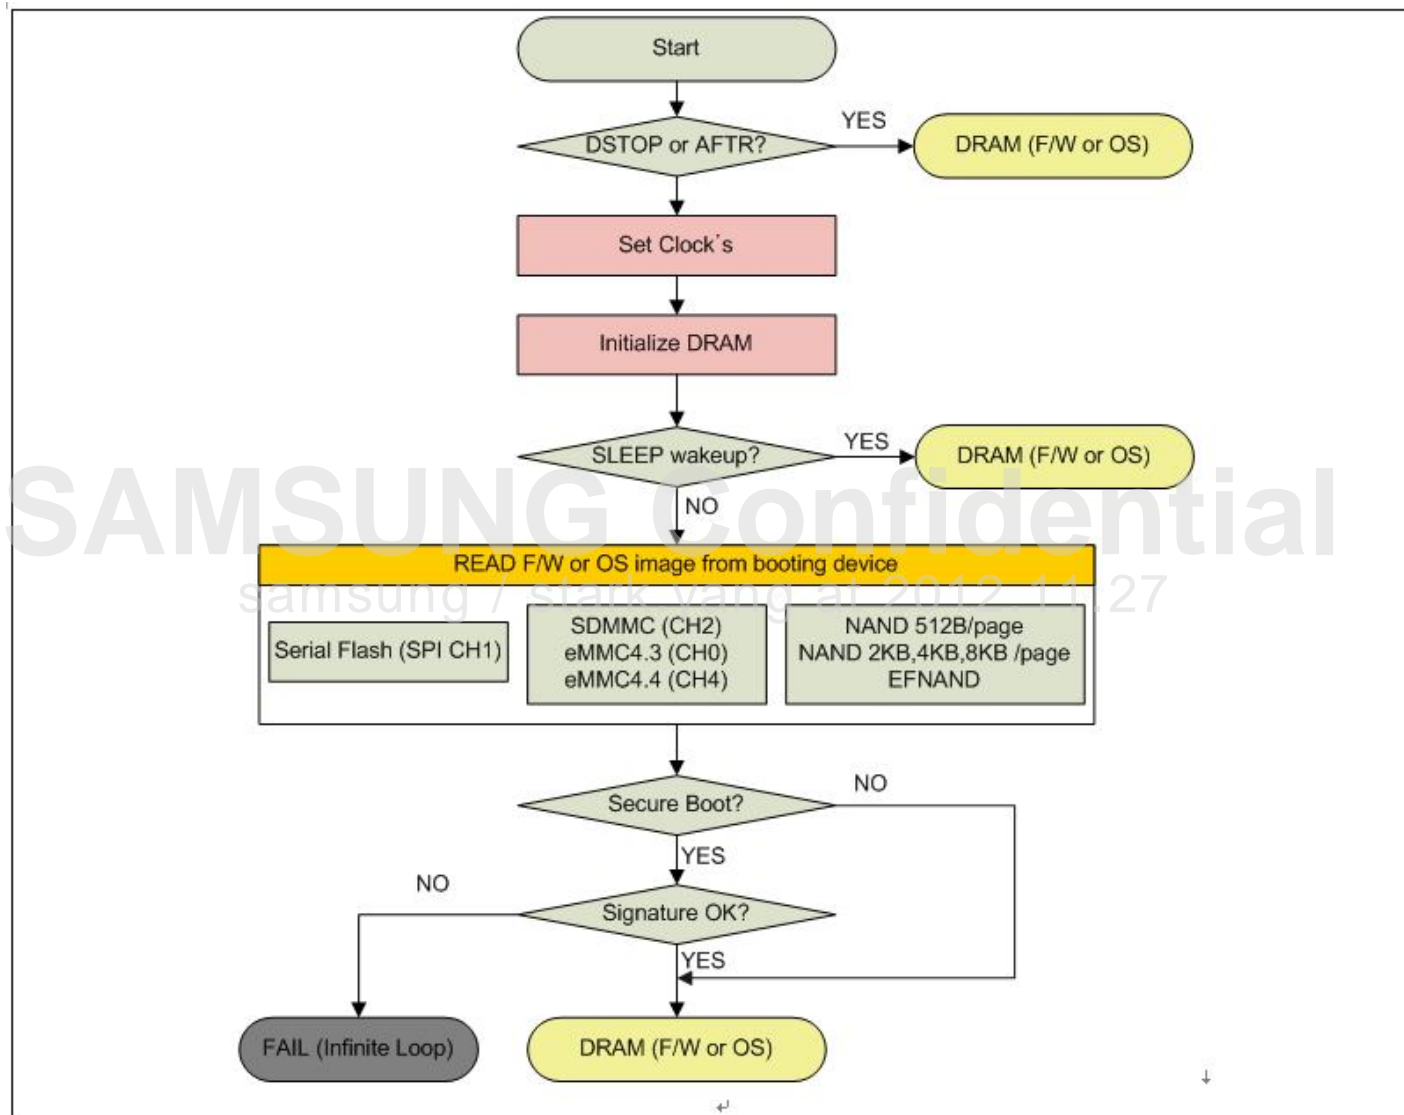 Start
YES
DSTOP or AFTR?
DRAM (F/W or OS)
Set Clock´s
Initialize DRAM
YES
SLEEP wakeup?
DRAM (F/W or OS)
SAMSUNG Confidential
NO
READ F/W or OS image from booting device
samsung / stark.yang at 2012.11.27
Serial Flash (SPI CH1)
SDMMC (CH2)
eMMC4.3 (CH0)
eMMC4.4 (CH4)
NAND 512B/page
NAND 2KB,4KB,8KB /page
EFNAND
Secure Boot?
NO
YES
NO
Signature OK?
YES
FAIL (Infinite Loop)
DRAM (F/W or OS)